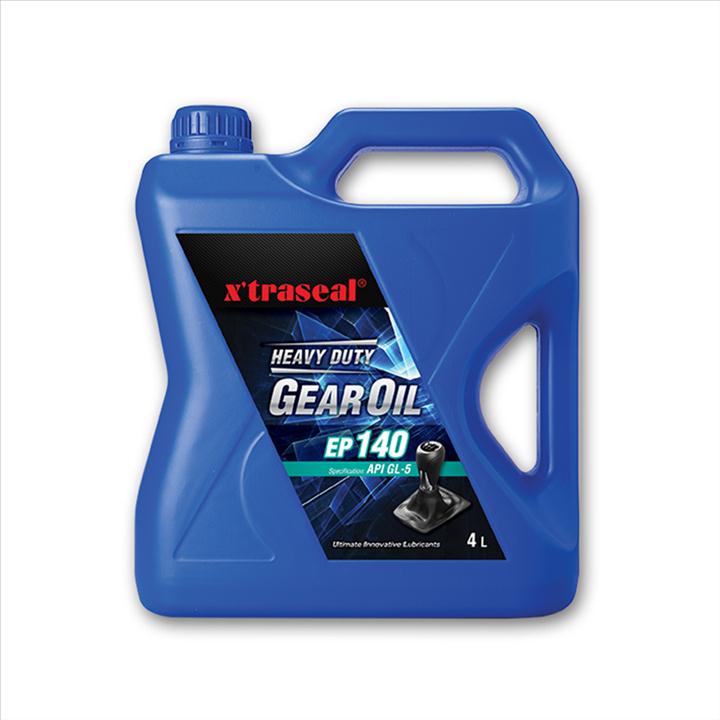 x'traseal®
HEAVY DUTY
GEAR OIL
EP 140
Specification API GL-5
Ultimate Innovative Lubricants
4 L